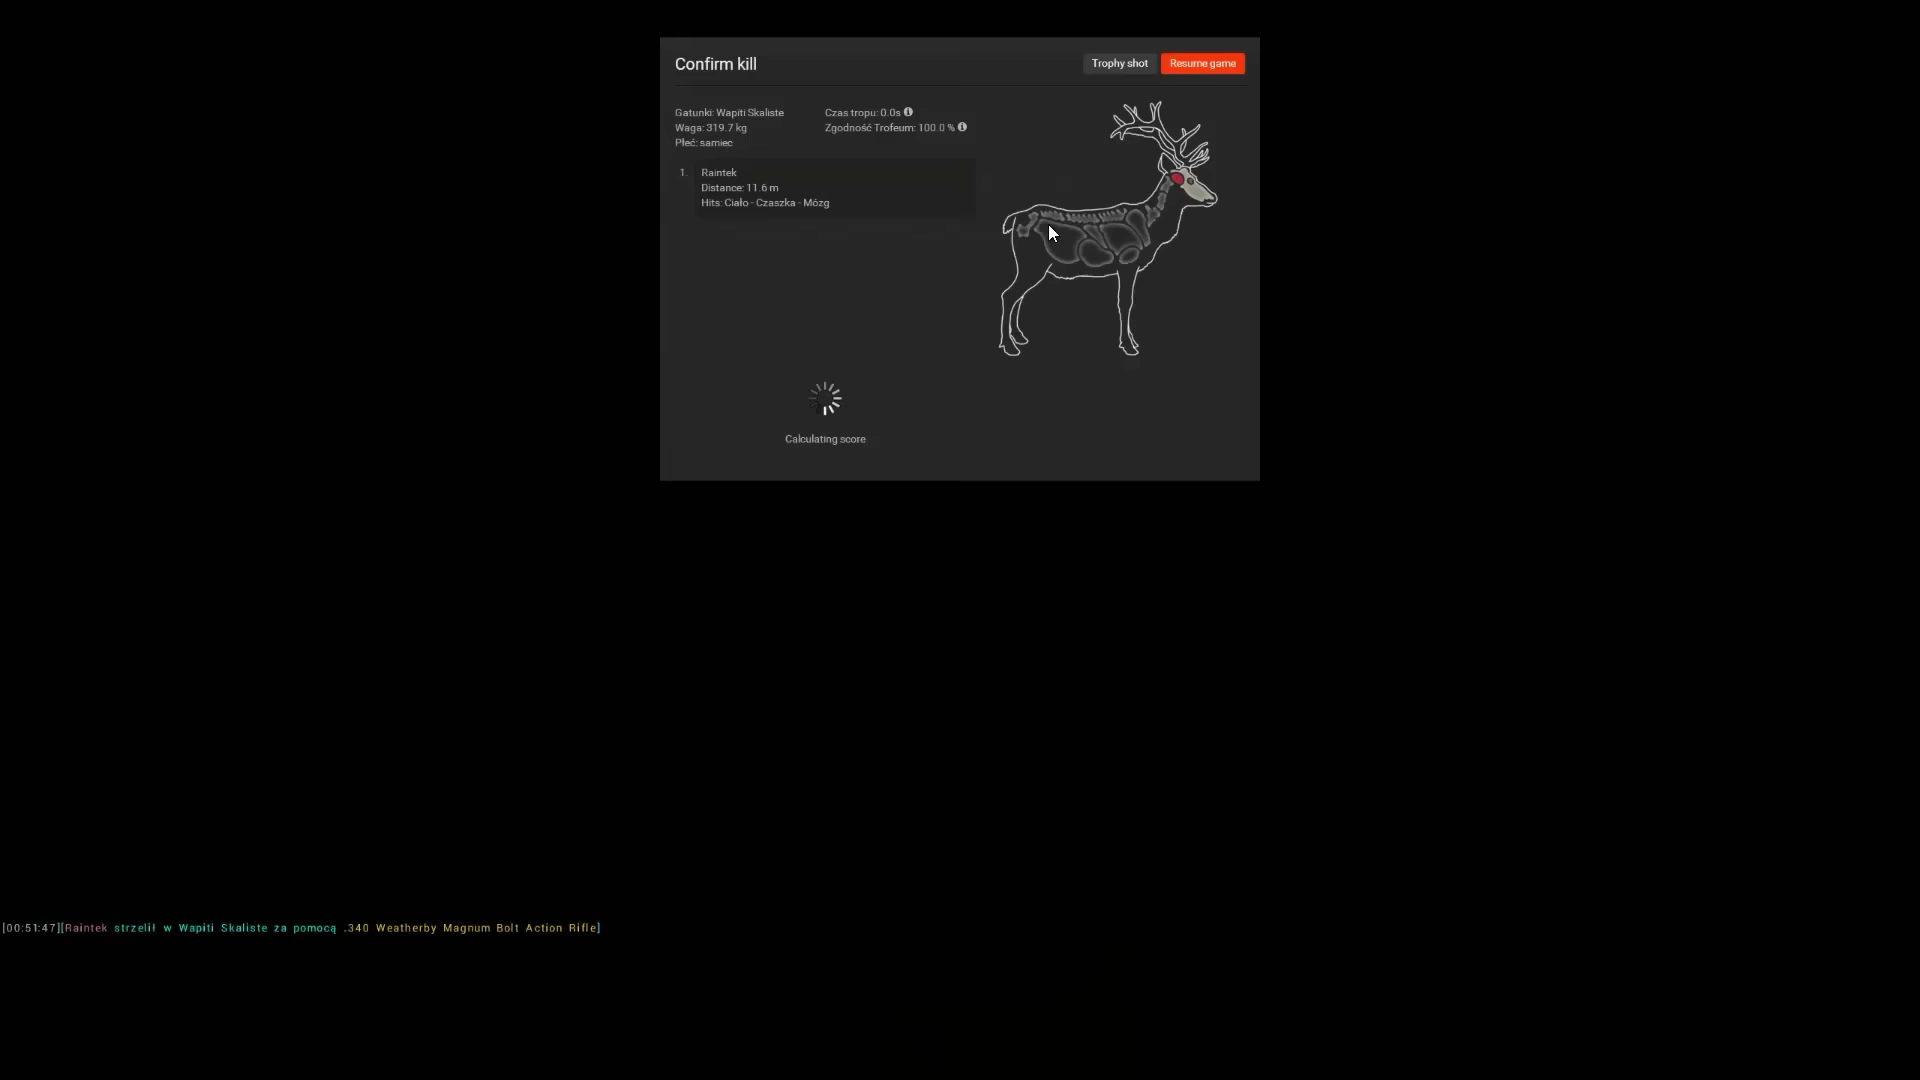 Confirm kill
Trophy shot
Resume game
Gatunki: Wapiti Skaliste
Waga: 319.7 kg
Płeć: samiec
Czas tropu: 0.0s
Zgodność Trofeum: 100.0 %
1. Raintek
Distance: 11.6 m
Hits: Ciało - Czaszka - Mózg
Calculating score
[00:51:47][Raintek strzelił w Wapiti Skaliste za pomocą .340 Weatherby Magnum Bolt Action Rifle]